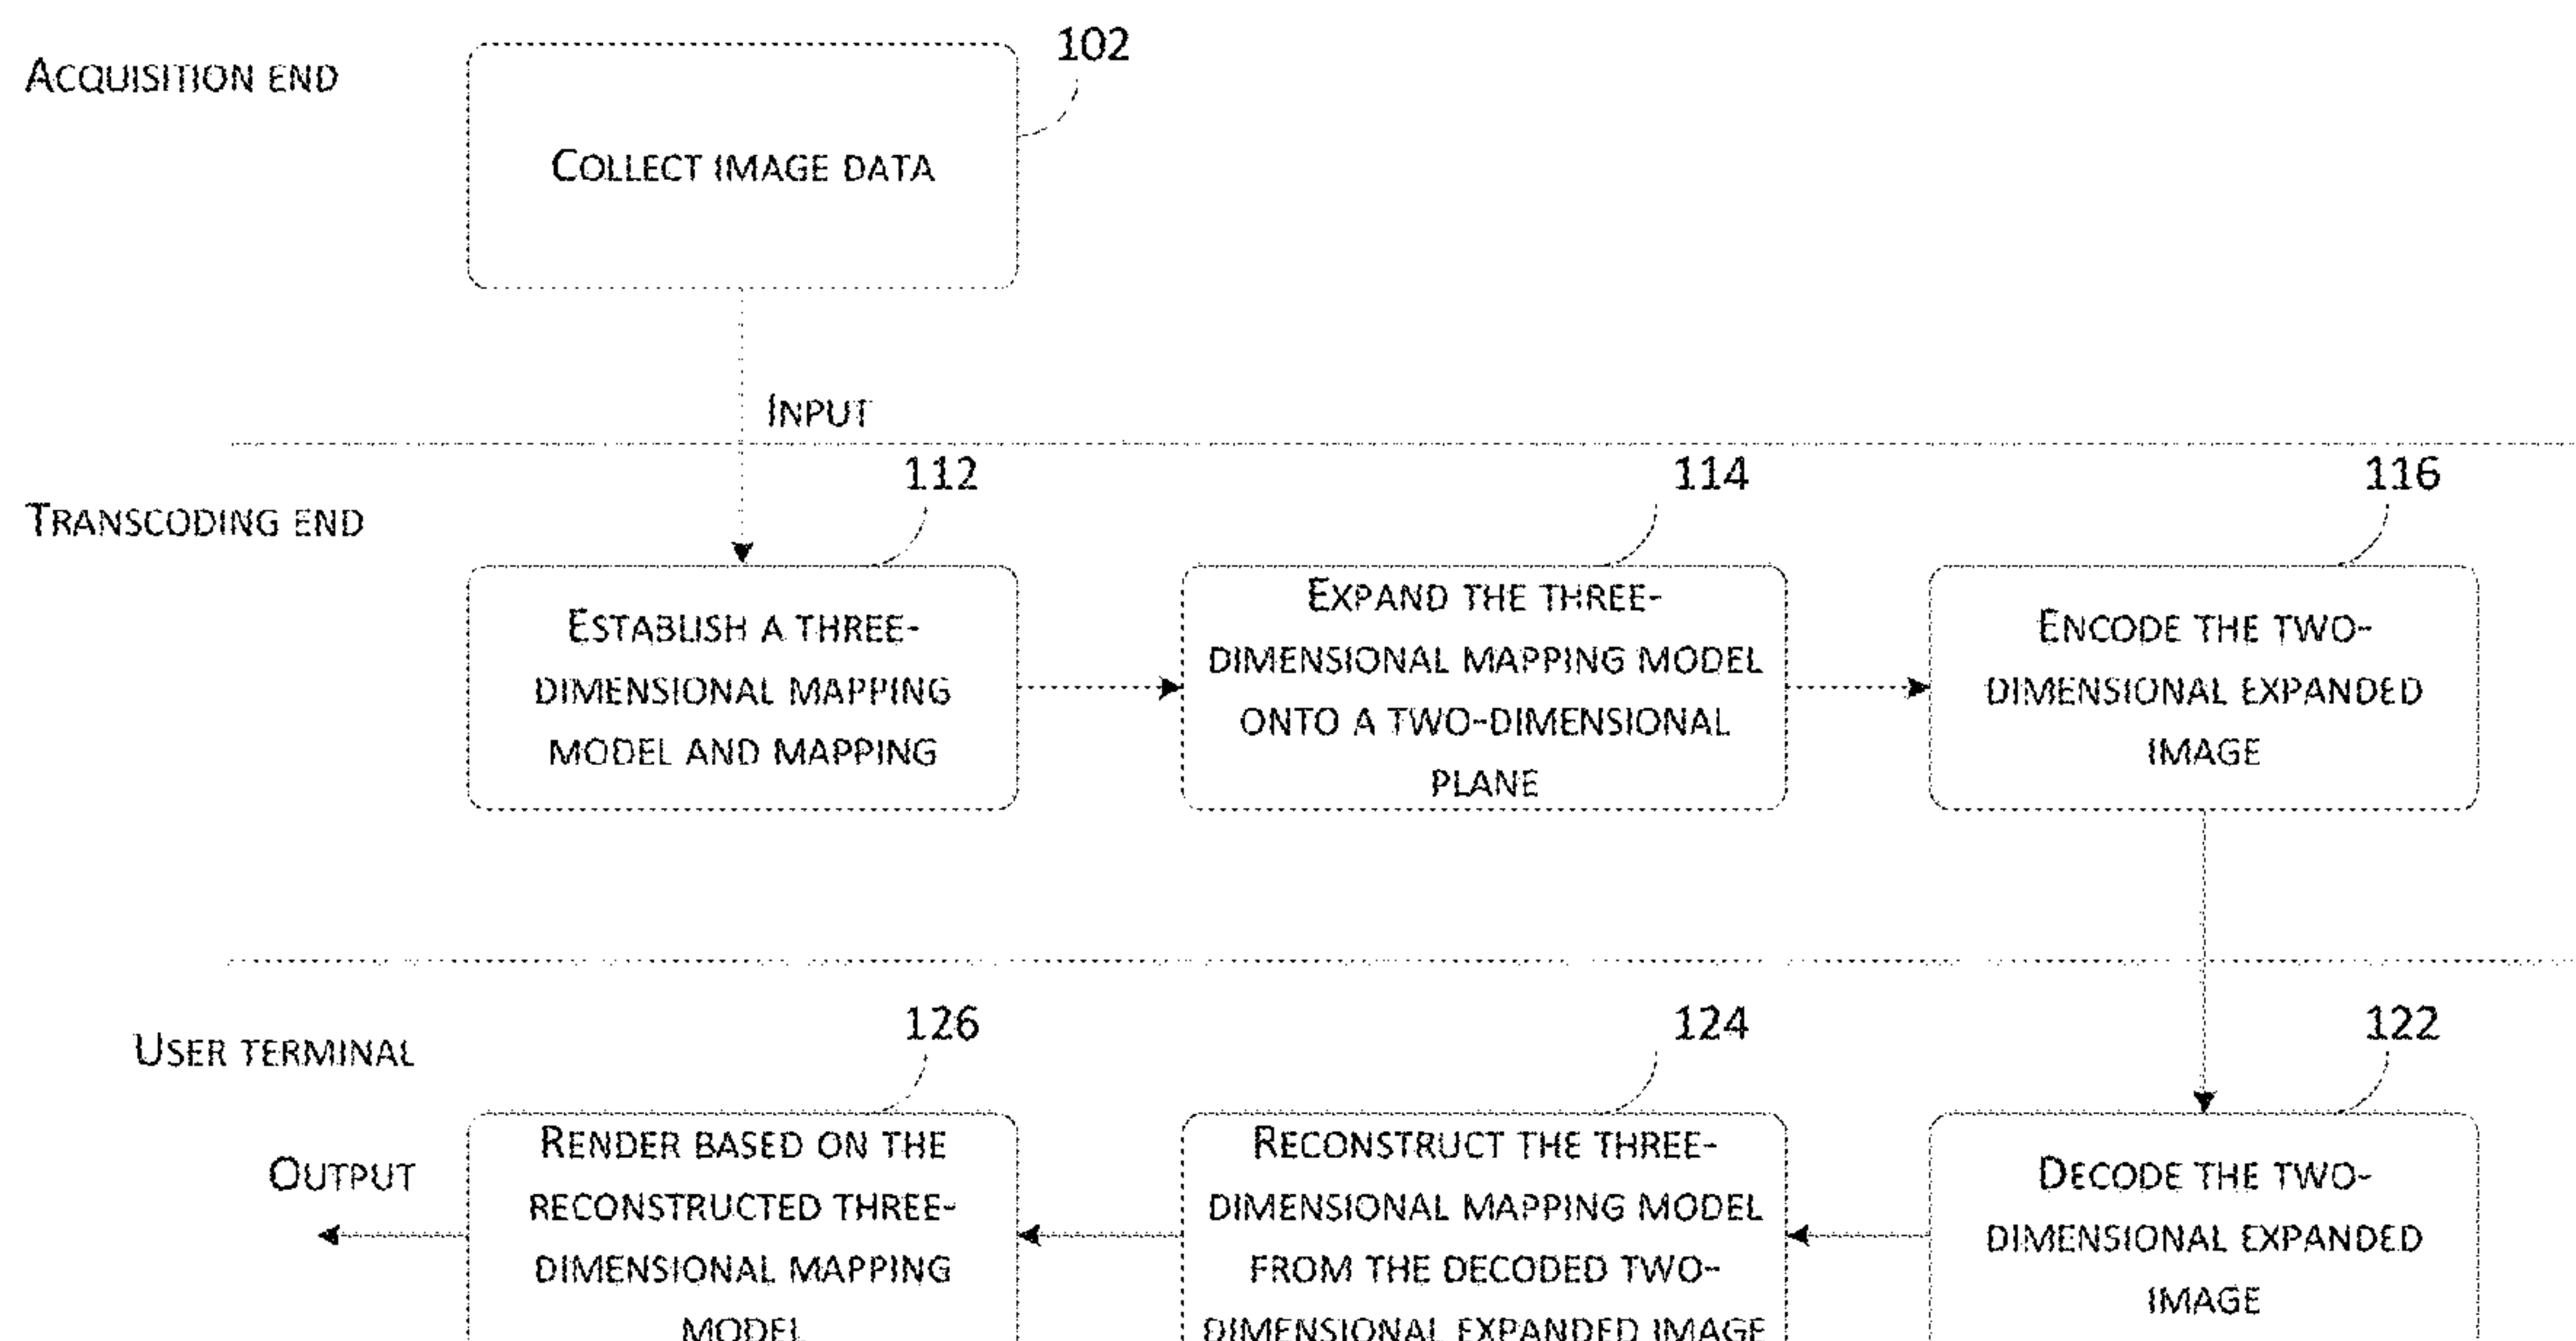 102
ACQUISITION END
COLLECT IMAGE DATA
INPUT
112
114
116
TRANSCODING END
ESTABLISH A THREE-
DIMENSIONAL MAPPING
MODEL AND MAPPING
EXPAND THE THREE-
DIMENSIONAL MAPPING MODEL
ONTO A TWO-DIMENSIONAL
PLANE
ENCODE THE TWO-
DIMENSIONAL EXPANDED
IMAGE
126
124
122
USER TERMINAL
OUTPUT
RENDER BASED ON THE
RECONSTRUCTED THREE-
DIMENSIONAL MAPPING
MODEL
RECONSTRUCT THE THREE-
DIMENSIONAL MAPPING MODEL
FROM THE DECODED TWO-
DIMENSIONAL EXPANDED IMAGE
DECODE THE TWO-
DIMENSIONAL EXPANDED
IMAGE